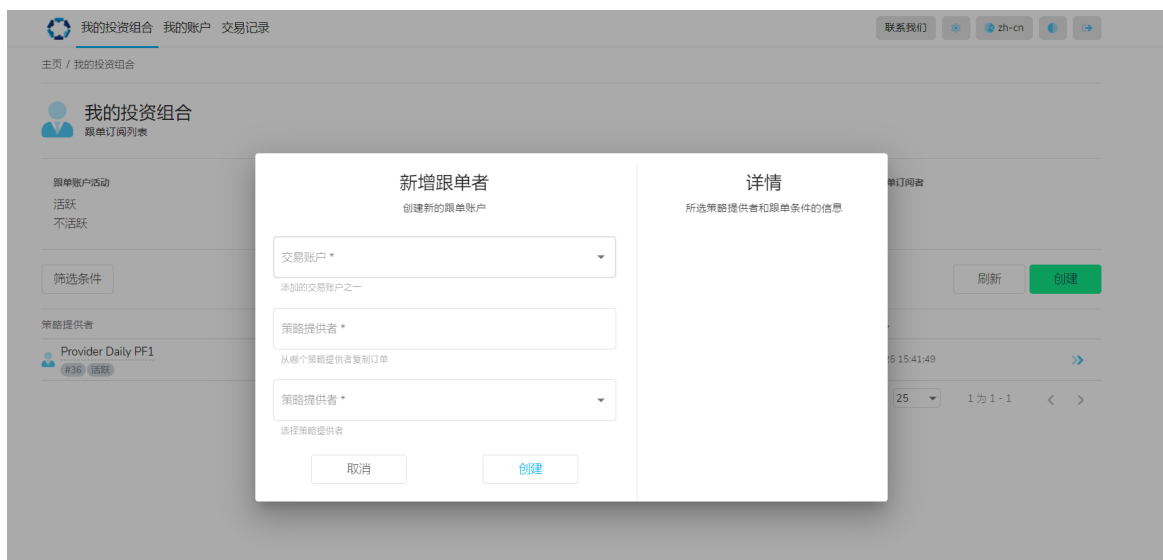 我的投资组合 我的账户 交易记录
联系我们
zh-cn
主页 / 我的投资组合
我的投资组合
跟单订阅列表
跟单账户活动
活跃
不活跃
单订阅者
筛选条件
刷新
创建
策略提供者
Provider Daily PF1
#36 活跃
25 15:41:49
25
1 为 1 - 1
新增跟单者
创建新的跟单账户
交易账户 *
添加的交易账户之一
策略提供者 *
从哪个策略提供者复制订单
策略提供者 *
选择策略提供者
取消
创建
详情
所选策略提供者和跟单条件的信息